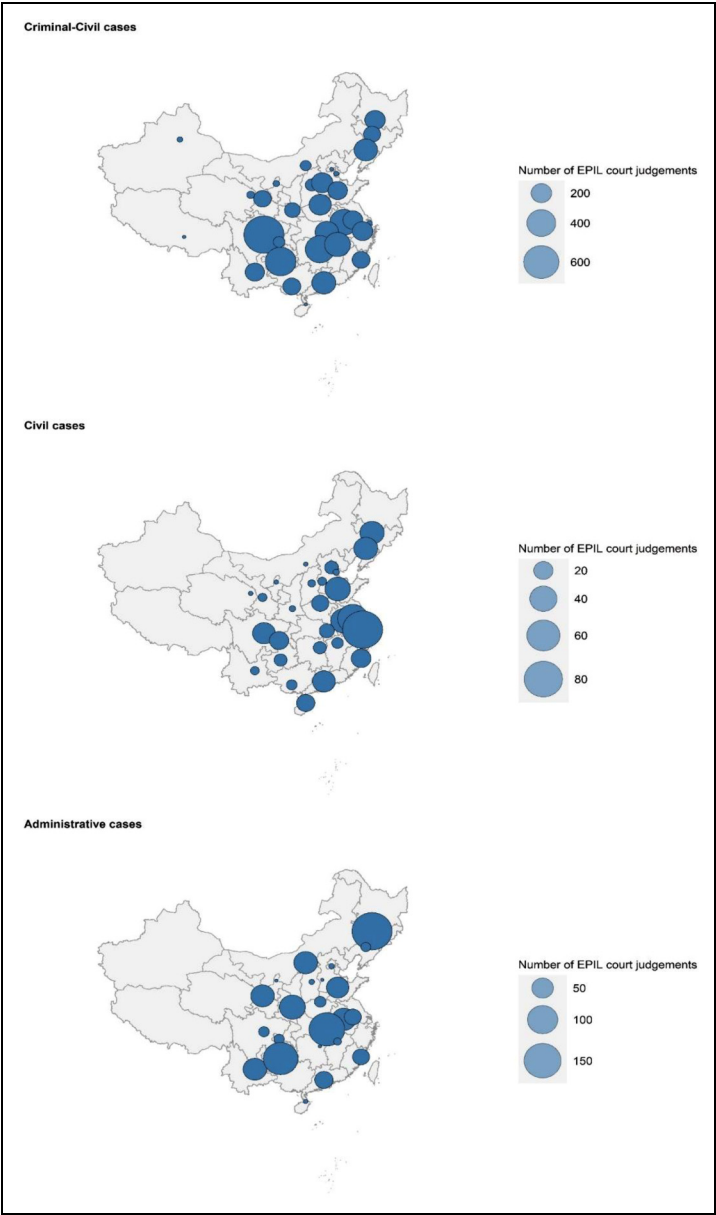 Criminal-Civil cases
Number of EPIL court judgements
200
400
600
Civil cases
Number of EPIL court judgements
20
40
60
80
Administrative cases
Number of EPIL court judgements
50
100
150